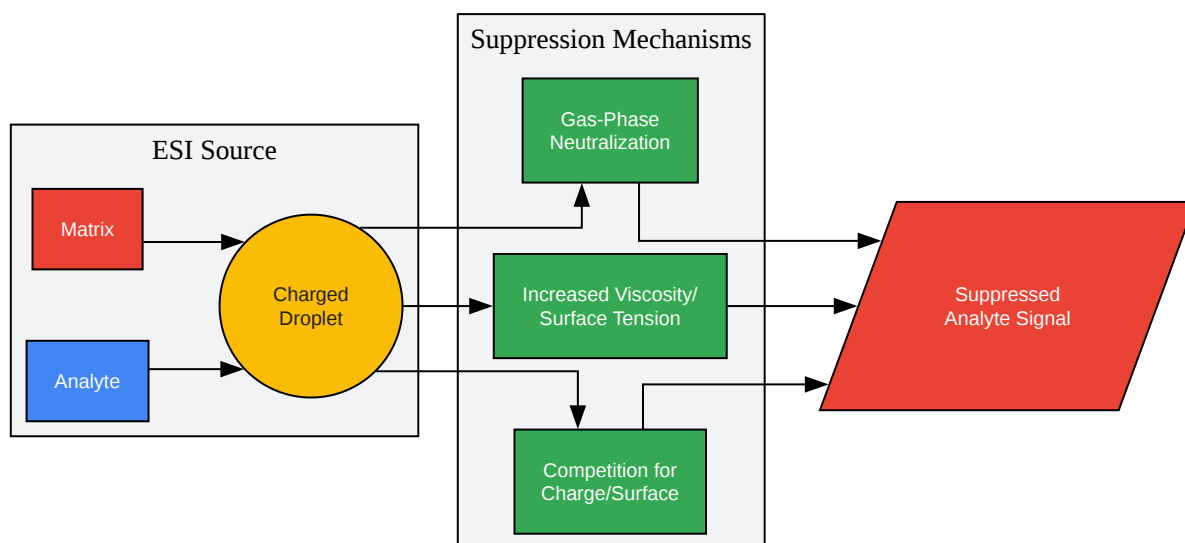 Suppression Mechanisms
ESI Source
Matrix
Analyte
Charged
Droplet
Gas-Phase
Neutralization
Increased Viscosity/
Surface Tension
Competition for
Charge/Surface
Suppressed
Analyte Signal